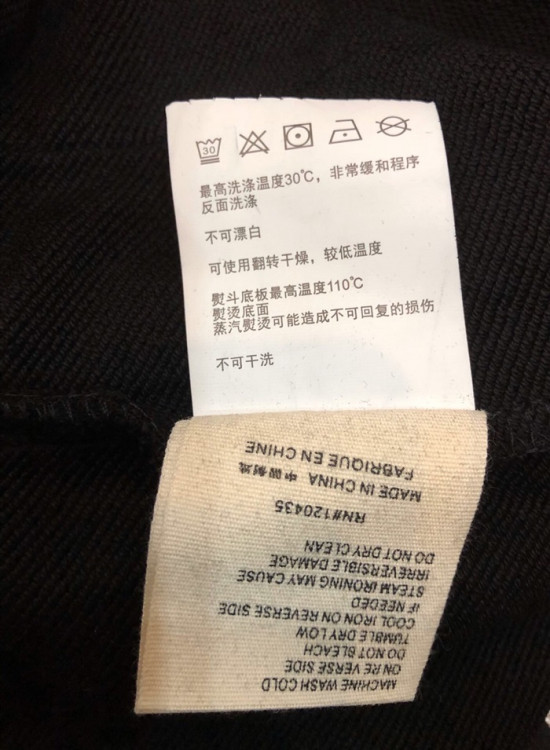 30
最高洗涤温度30℃，非常缓和程序
反面洗涤
不可漂白
可使用翻转干燥，较低温度
熨斗底板最高温度110℃
熨烫底面
蒸汽熨烫可能造成不可回复的损伤
不可干洗
MACHINE WASH COLD
ON REVERSE SIDE
DO NOT BLEACH
TUMBLE DRY LOW
COOL IRON ON REVERSE SIDE
IF NEEDED
STEAM IRONING MAY CAUSE
IRREVERSIBLE DAMAGE
DO NOT DRY CLEAN
RN#120435
MADE IN CHINA 中國制造
FABRIQUE EN CHINE